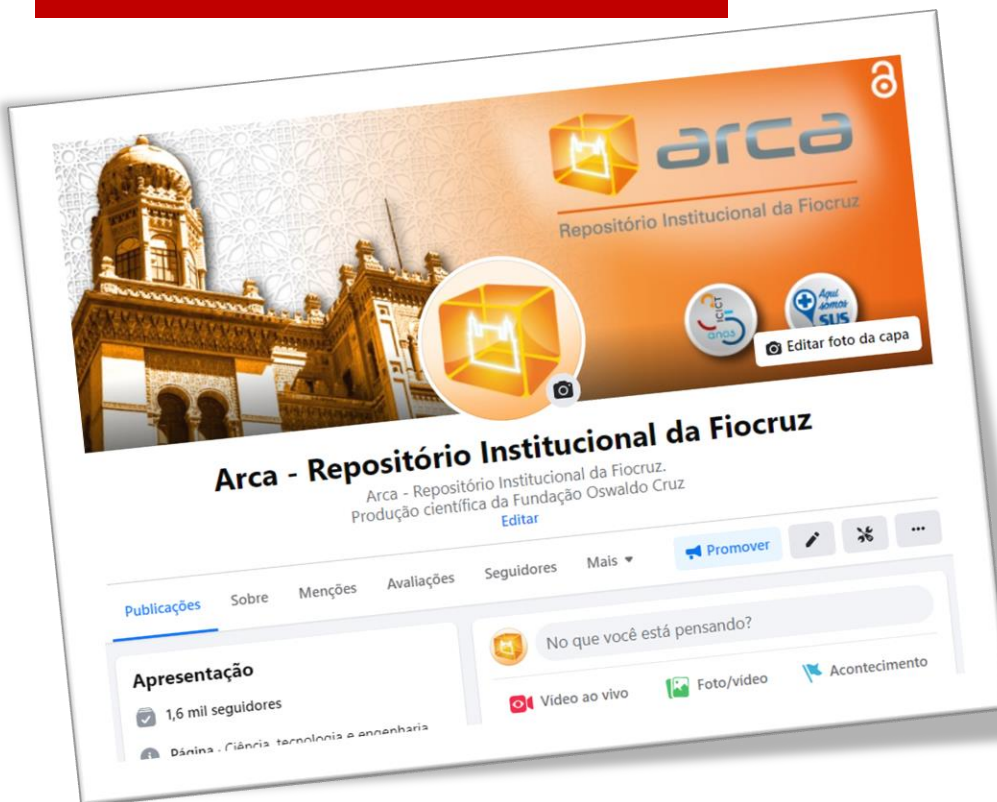 arca
Repositório Institucional da Fiocruz
ICICT
anos
Aqui
somos
SUS
Editar foto da capa
Arca - Repositório Institucional da Fiocruz
Arca - Repositório Institucional da Fiocruz.
Produção científica da Fundação Oswaldo Cruz
Editar
Publicações Sobre Menções Avaliações Seguidores Mais Promover
Apresentação
1,6 mil seguidores
Página · Ciência, tecnologia e engenharia
No que você está pensando?
Vídeo ao vivo Foto/vídeo Acontecimento